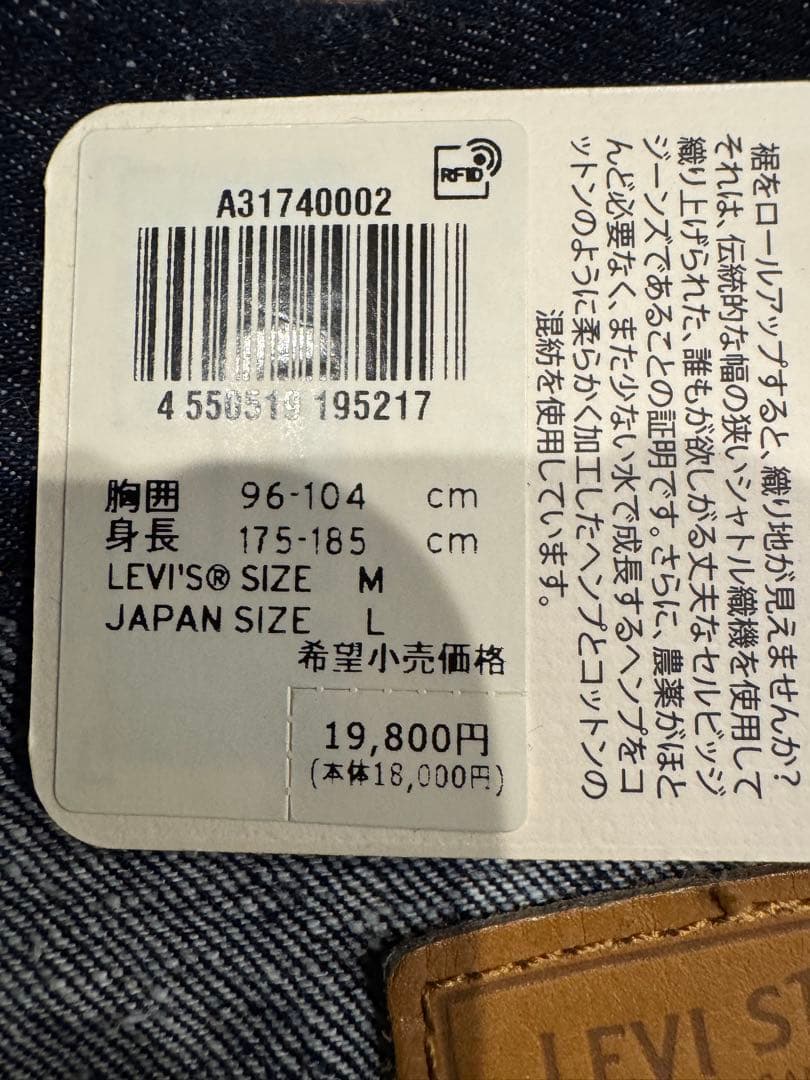 RFID
A31740002
4 550519 195217
胸囲 96-104 cm
身長 175-185 cm
LEVI'S® SIZE M
JAPAN SIZE L
希望小売価格
19,800円
(本体18,000円)
裾をロールアップすると、織り地が見えませんか?
それは、伝統的な幅の狭いシャトル織機を使用して
織り上げられた、誰もが欲しがる丈夫なセルビッジ
ジーンズであることの証明です。さらに、農薬がほと
んど必要なく、また少ない水で成長するヘンプをコ
ットンのように柔らかく加工したヘンプとコットンの
混紡を使用しています。
LEVI ST